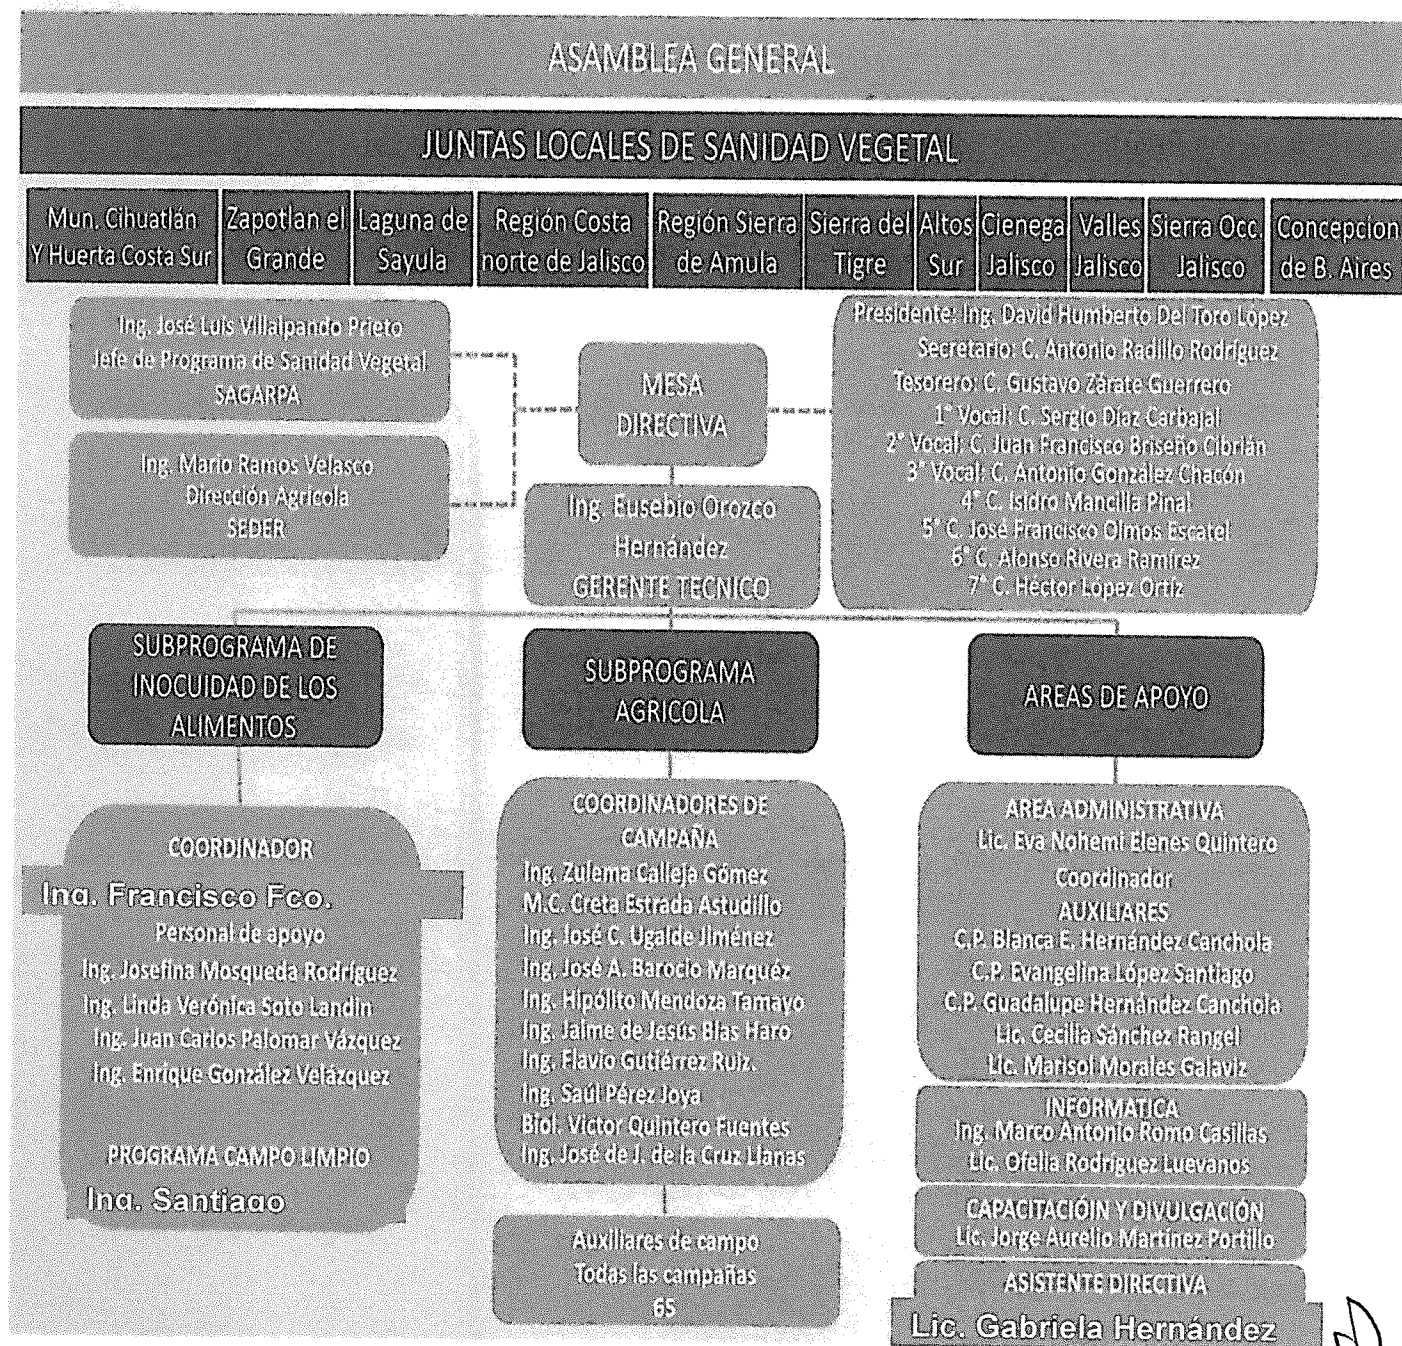 ASAMBLEA GENERAL
JUNTAS LOCALES DE SANIDAD VEGETAL
Mun. Cihuatlán
Y Huerta Costa Sur
Zapotlan el
Grande
Laguna de
Sayula
Región Costa
norte de Jalisco
Región Sierra
de Amula
Sierra del
Tigre
Altos
Sur
Cienega
Jalisco
Valles
Jalisco
Sierra Occ.
Jalisco
Concepcion
de B. Aires
Ing. José Luis Villalpando Prieto
Jefe de Programa de Sanidad Vegetal
SAGARPA
Ing. Mario Ramos Velasco
Dirección Agrícola
SEDER
MESA
DIRECTIVA
Ing. Eusebio Orozco
Hernández
GERENTE TECNICO
Presidente: Ing. David Humberto Del Toro López
Secretario: C. Antonio Radillo Rodríguez
Tesorero: C. Gustavo Zárate Guerrero
1° Vocal: C. Sergio Díaz Carbajal
2° Vocal: C. Juan Francisco Briseño Cibrián
3° Vocal: C. Antonio González Chacón
4° C. Isidro Mancilla Pinal
5° C. José Francisco Olmos Escatel
6° C. Alonso Rivera Ramírez
7° C. Héctor López Ortíz
SUBPROGRAMA DE
INOCUIDAD DE LOS
ALIMENTOS
COORDINADOR
Ing. Francisco Fco.
Personal de apoyo
Ing. Josefina Mosqueda Rodríguez
Ing. Linda Verónica Soto Landin
Ing. Juan Carlos Palomar Vázquez
Ing. Enrique González Velázquez
PROGRAMA CAMPO LIMPIO
Ing. Santiago
SUBPROGRAMA
AGRICOLA
COORDINADORES DE
CAMPAÑA
Ing. Zulema Calleja Gómez
M.C. Creta Estrada Astudillo
Ing. José C. Ugalde Jiménez
Ing. José A. Barocio Marquéz
Ing. Hipólito Mendoza Tamayo
Ing. Jaime de Jesús Blas Haro
Ing. Flavio Gutiérrez Ruiz.
Ing. Saúl Pérez Joya
Biol. Victor Quintero Fuentes
Ing. José de J. de la Cruz Llanas
Auxiliares de campo
Todas las campañas
65
AREAS DE APOYO
AREA ADMINISTRATIVA
Lic. Eva Nohemi Elenes Quintero
Coordinador
AUXILIARES
C.P. Blanca E. Hernández Canchola
C.P. Evangelina López Santiago
C.P. Guadalupe Hernández Canchola
Lic. Cecilia Sánchez Rangel
Lic. Marisol Morales Galaviz
INFORMATICA
Ing. Marco Antonio Romo Casillas
Lic. Ofelia Rodríguez Luevanos
CAPACITACIÓIN Y DIVULGACIÓN
Lic. Jorge Aurelio Martínez Portillo
ASISTENTE DIRECTIVA
Lic. Gabriela Hernández